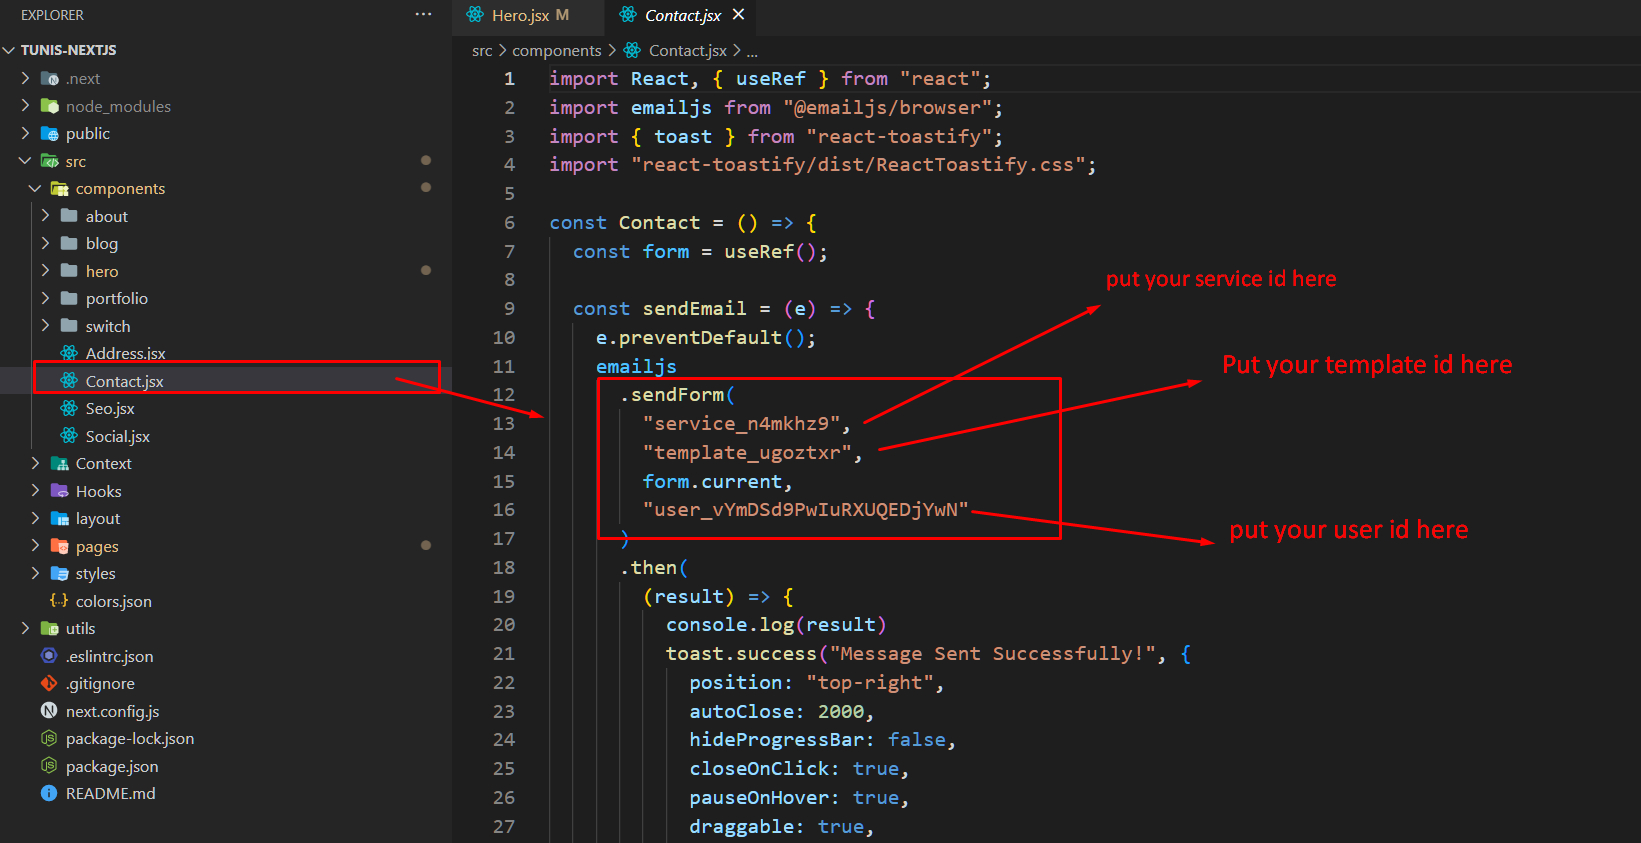 EXPLORER
···
TUNIS-NEXTJS
.next
node_modules
public
src
components
about
blog
hero
portfolio
switch
Address.jsx
Contact.jsx
Seo.jsx
Social.jsx
Context
Hooks
layout
pages
styles
{..} colors.json
utils
.eslintrc.json
.gitignore
next.config.js
package-lock.json
package.json
README.md
Hero.jsx M
Contact.jsx
src > components > Contact.jsx > ...
1 import React, { useRef } from "react";
2 import emailjs from "@emailjs/browser";
3 import { toast } from "react-toastify";
4 import "react-toastify/dist/ReactToastify.css";
5
6 const Contact = () => {
7 const form = useRef();
8
9 const sendEmail = (e) => {
10 e.preventDefault();
11 emailjs
12 .sendForm(
13 "service_n4mkhz9",
14 "template_ugoztxr",
15 form.current,
16 "user_vYmDSd9PwIuRXUQEDjYwN"
17 )
18 .then(
19 (result) => {
20 console.log(result)
21 toast.success("Message Sent Successfully!", {
22 position: "top-right",
23 autoClose: 2000,
24 hideProgressBar: false,
25 closeOnClick: true,
26 pauseOnHover: true,
27 draggable: true,
put your service id here
Put your template id here
put your user id here